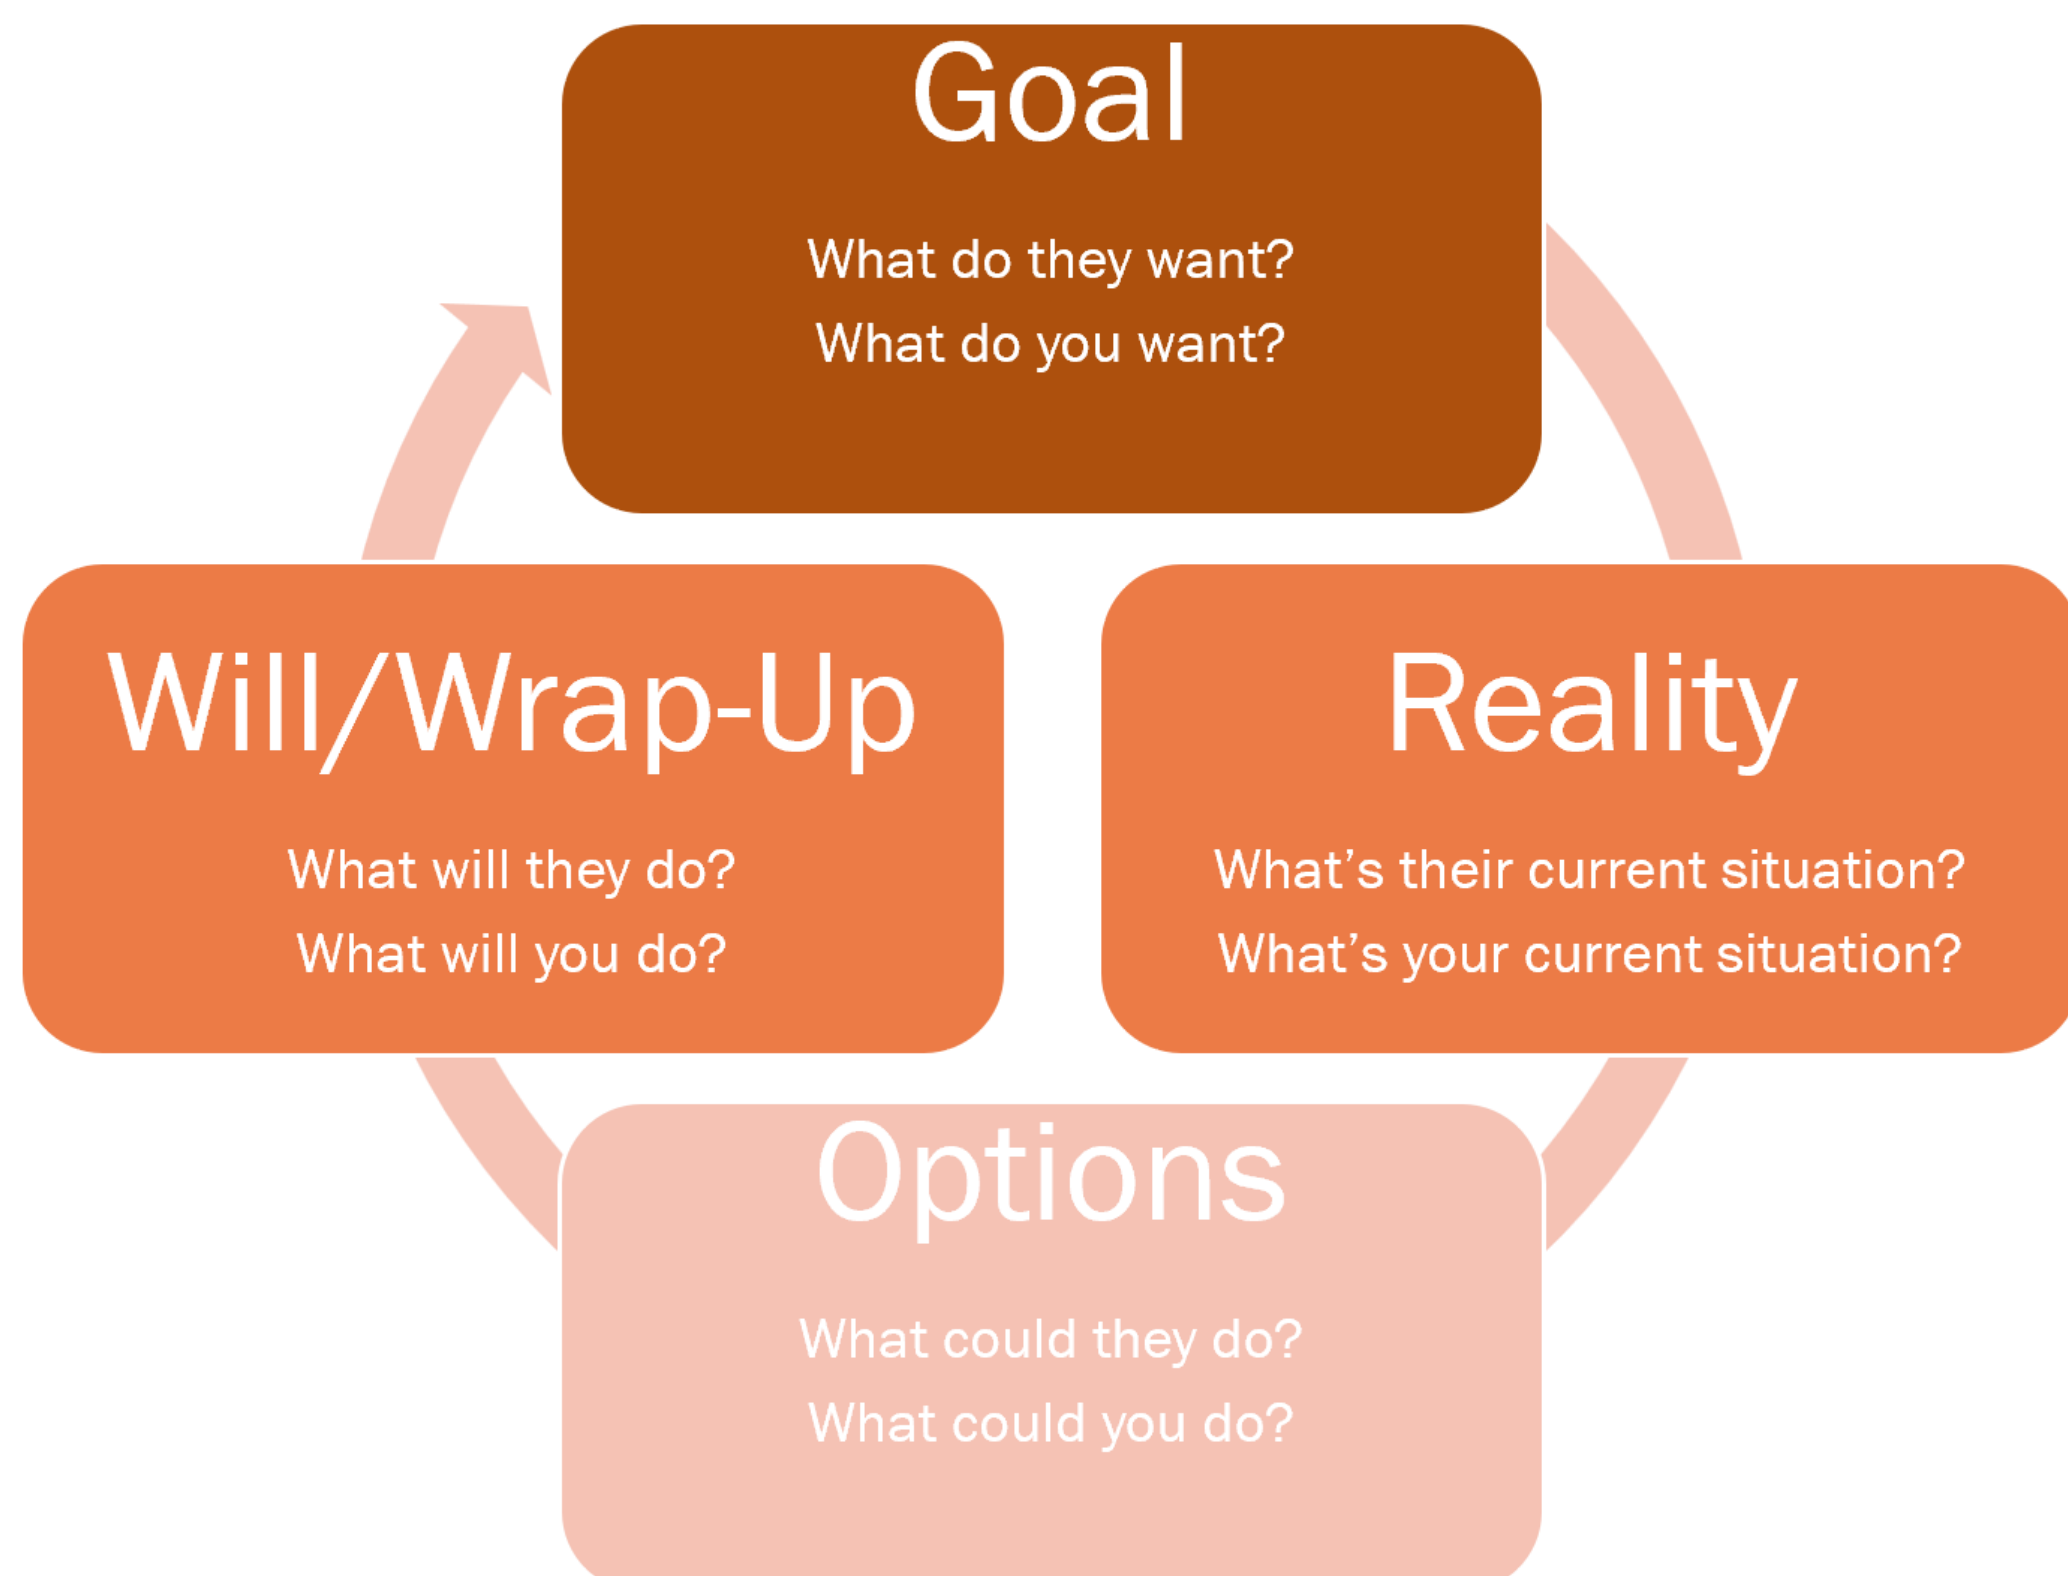 Goal
What do they want?
What do you want?
Reality
What’s their current situation?
What’s your current situation?
Options
What could they do?
What could you do?
Will/Wrap-Up
What will they do?
What will you do?